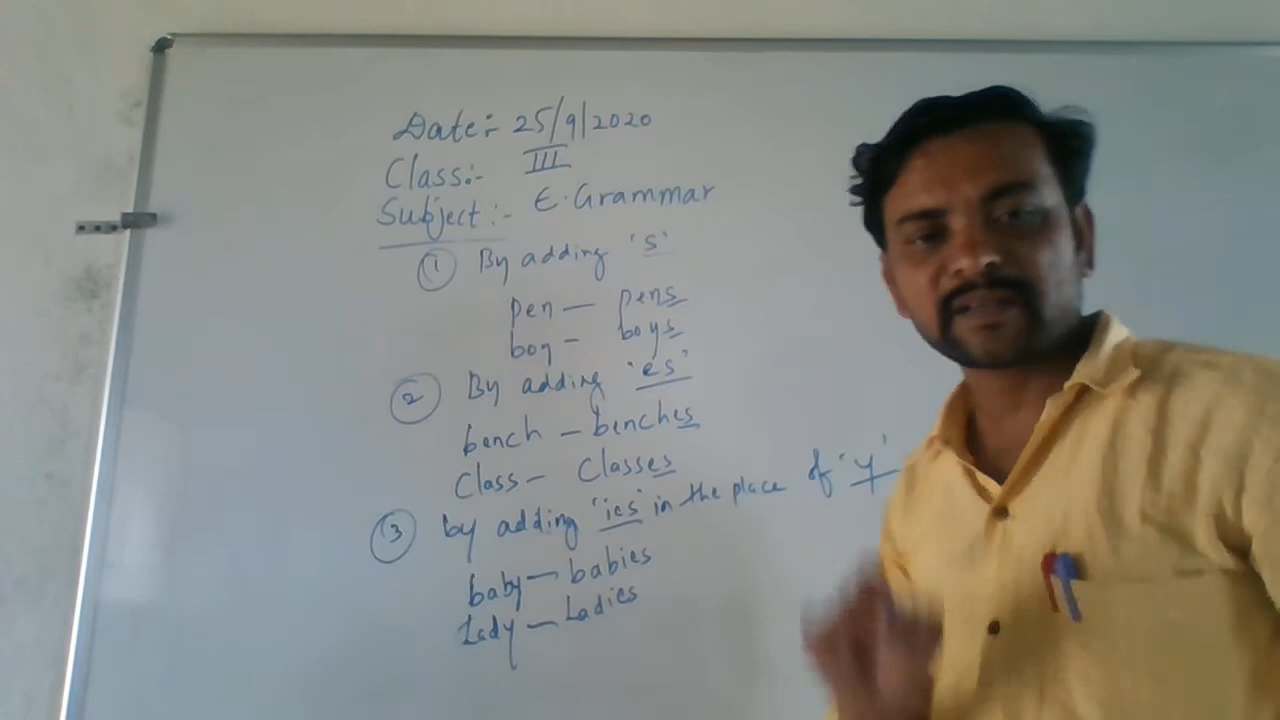 Date:- 25/9/2020
Class:- III
Subject:- E. Grammar
① By adding 's'
pen — pens
boy — boys
② By adding 'es'
bench — benches
Class — Classes
③ by adding 'ies' in the place of 'y'
baby — babies
Lady — Ladies